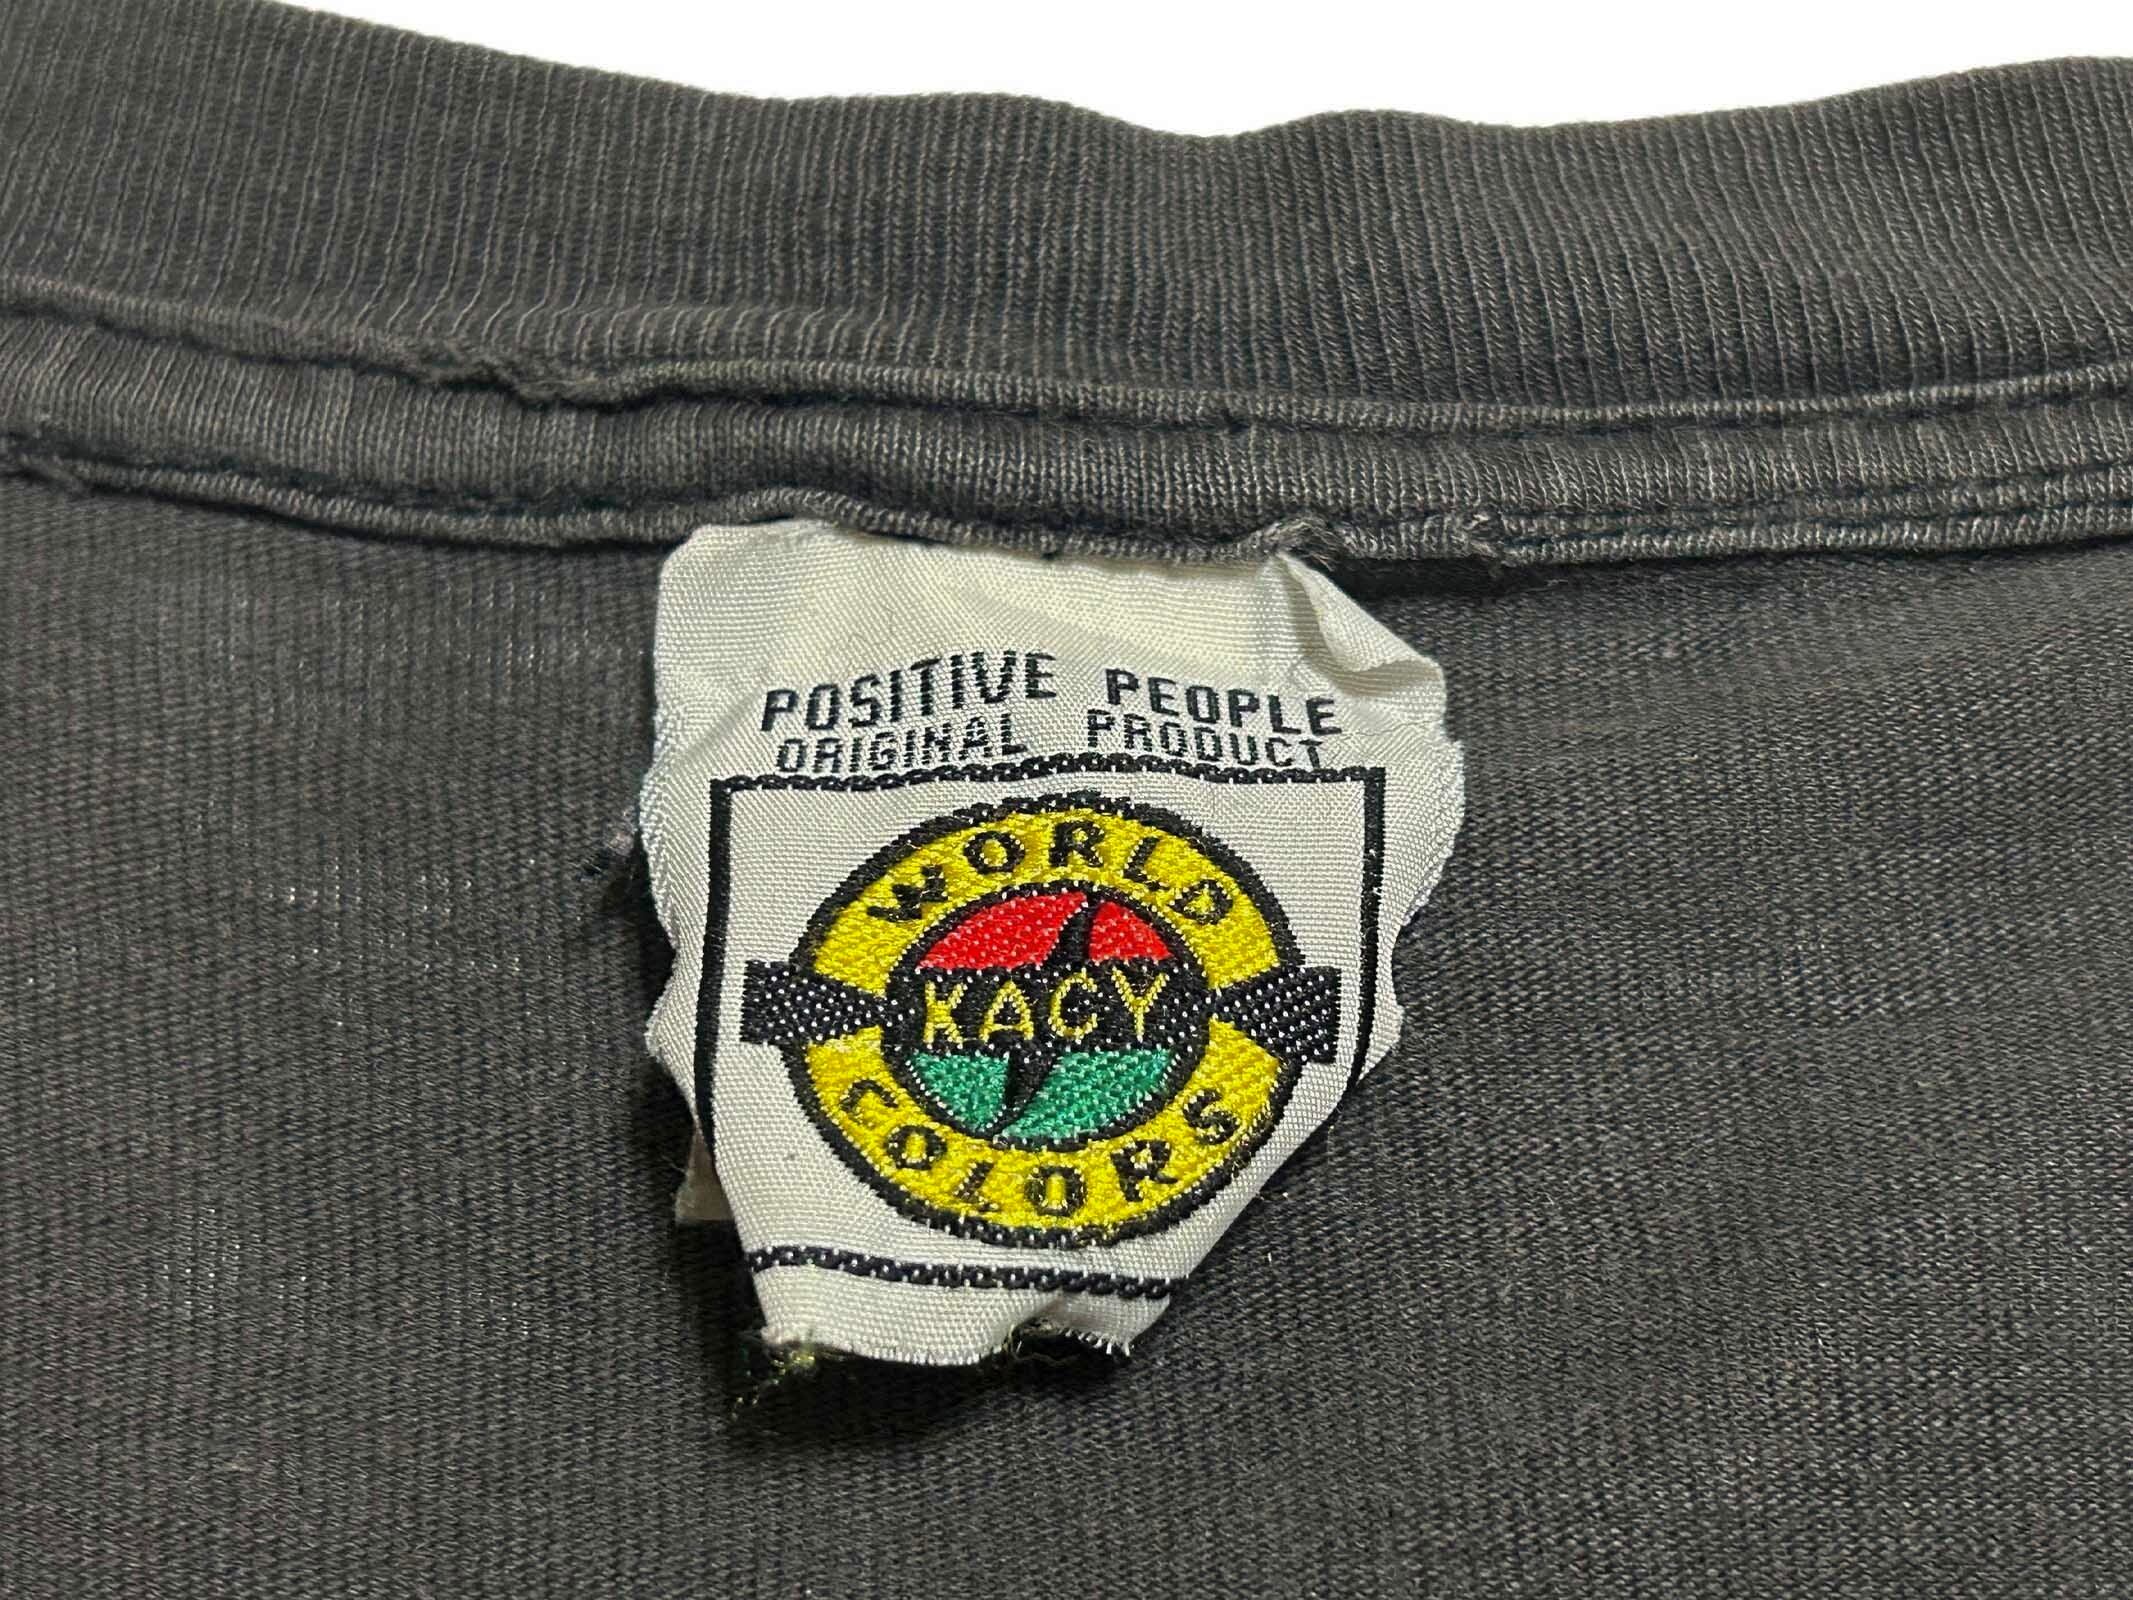 POSITIVE PEOPLE
ORIGINAL PRODUCT
WORLD
KACY
COLORS